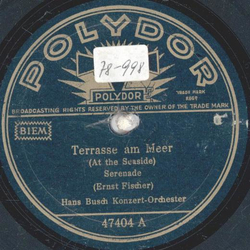 POLYDOR
POLYDOR
78-998
TRADE MARK
BROADCASTING RIGHTS RESERVED BY THE OWNER OF THE TRADE MARK
BIEM
Terrasse am Meer
(At the Seaside)
Serenade
(Ernst Fischer)
Hans Busch Konzert-Orchester
47404 A